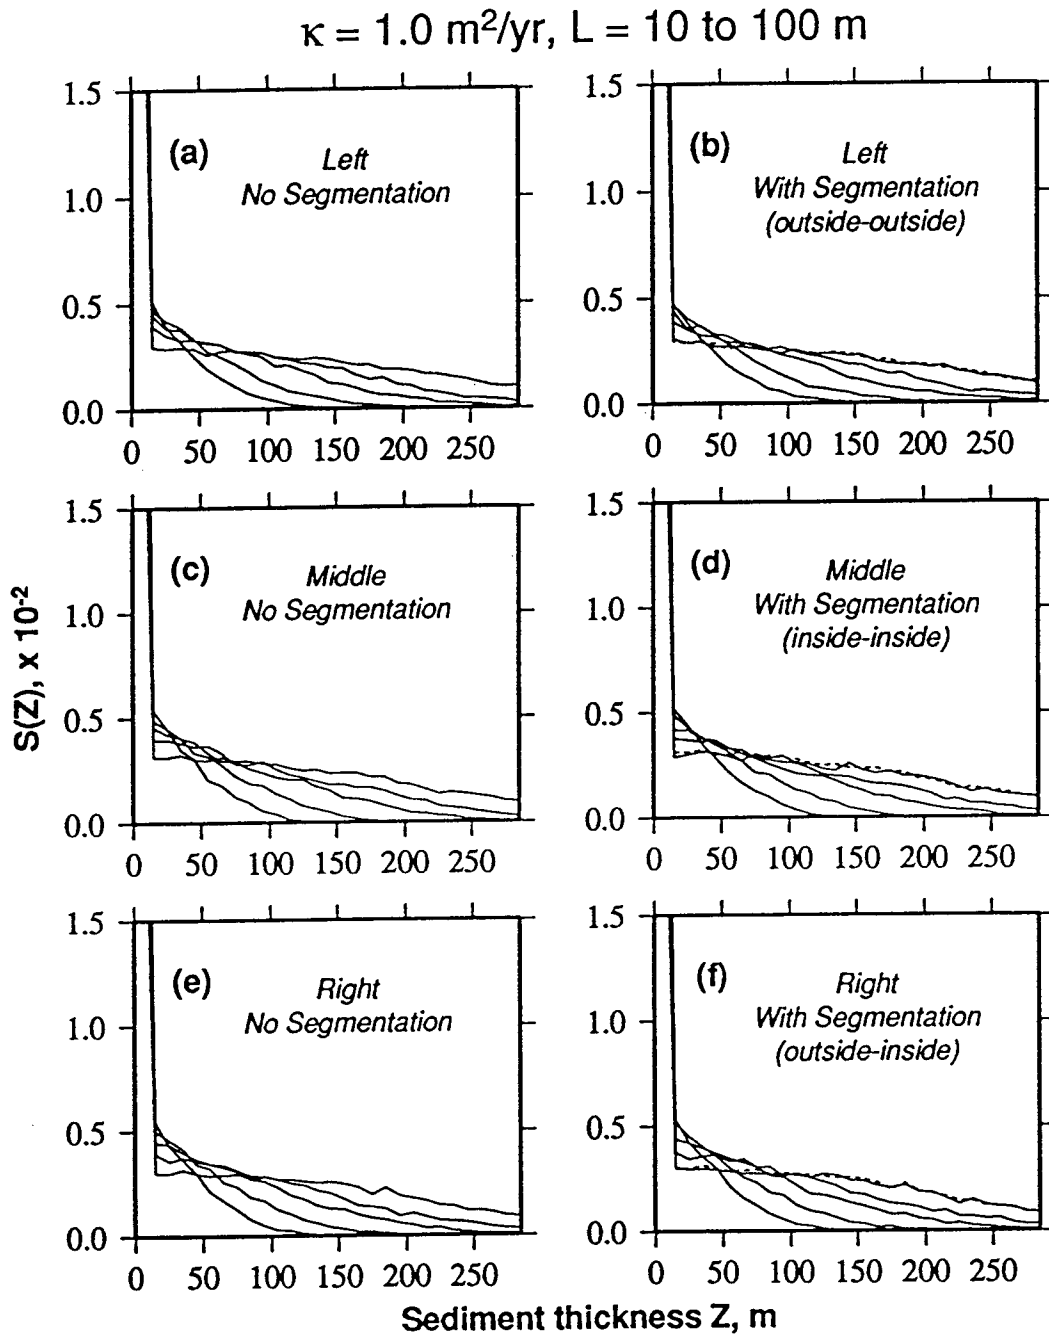 κ = 1.0 m²/yr, L = 10 to 100 m
1.5
1.0
0.5
0.0
0 50 100 150 200 250
(a)
Left
No Segmentation
1.5
1.0
0.5
0.0
0 50 100 150 200 250
(b)
Left
With Segmentation
(outside-outside)
1.5
1.0
0.5
0.0
0 50 100 150 200 250
(c)
Middle
No Segmentation
1.5
1.0
0.5
0.0
0 50 100 150 200 250
(d)
Middle
With Segmentation
(inside-inside)
1.5
1.0
0.5
0.0
0 50 100 150 200 250
(e)
Right
No Segmentation
1.5
1.0
0.5
0.0
0 50 100 150 200 250
(f)
Right
With Segmentation
(outside-inside)
S(Z), x 10⁻²
Sediment thickness Z, m